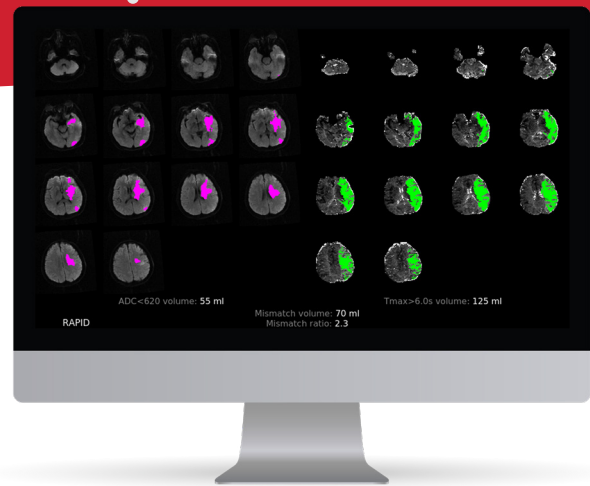 ADC<620 volume: 55 ml
Tmax>6.0s volume: 125 ml
Mismatch volume: 70 ml
Mismatch ratio: 2.3
RAPID